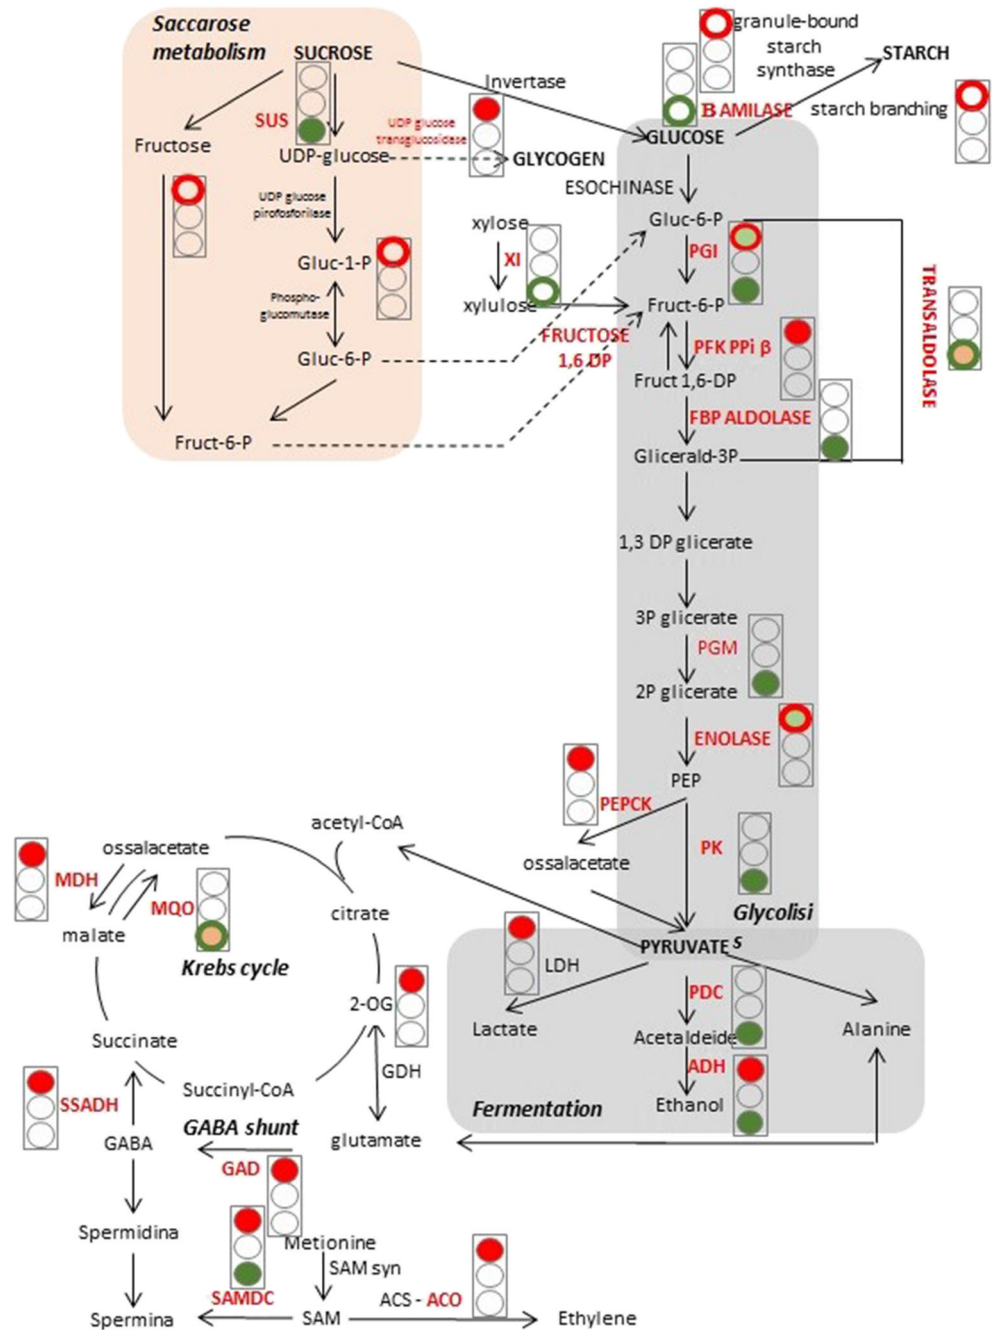 Saccarose
metabolism
SUCROSE
Invertase
granule-bound
starch
synthase
STARCH
starch branching
SUS
UDP glucose
transglucosidase
AMILASE
GLUCOSE
Fructose
UDP-glucose
GLYCOGEN
ESOCHINASE
UDP glucose
pirofosforilase
xylose
Gluc-6-P
XI
PGI
Gluc-1-P
xylulose
Fruct-6-P
TRANSALDOLASE
Phospho-
glucomutase
FRUCTOSE
1,6 DP
PFK PPi β
Gluc-6-P
Fruct 1,6-DP
FBP ALDOLASE
Fruct-6-P
Glicerald-3P
1,3 DP glicerate
3P glicerate
PGM
2P glicerate
ENOLASE
PEP
PEPCK
acetyl-CoA
ossalacetate
ossalacetate
PK
MDH
MQO
citrate
Glycolisi
malate
Krebs cycle
PYRUVATE S
LDH
PDC
2-OG
Lactate
Acetaldeide
Alanine
Succinate
GDH
ADH
Succinyl-CoA
SSADH
Fermentation
Ethanol
GABA shunt
GABA
glutamate
GAD
Spermidina
Metionine
SAM syn
SAMDC
ACS - ACO
Spermina
SAM
Ethylene